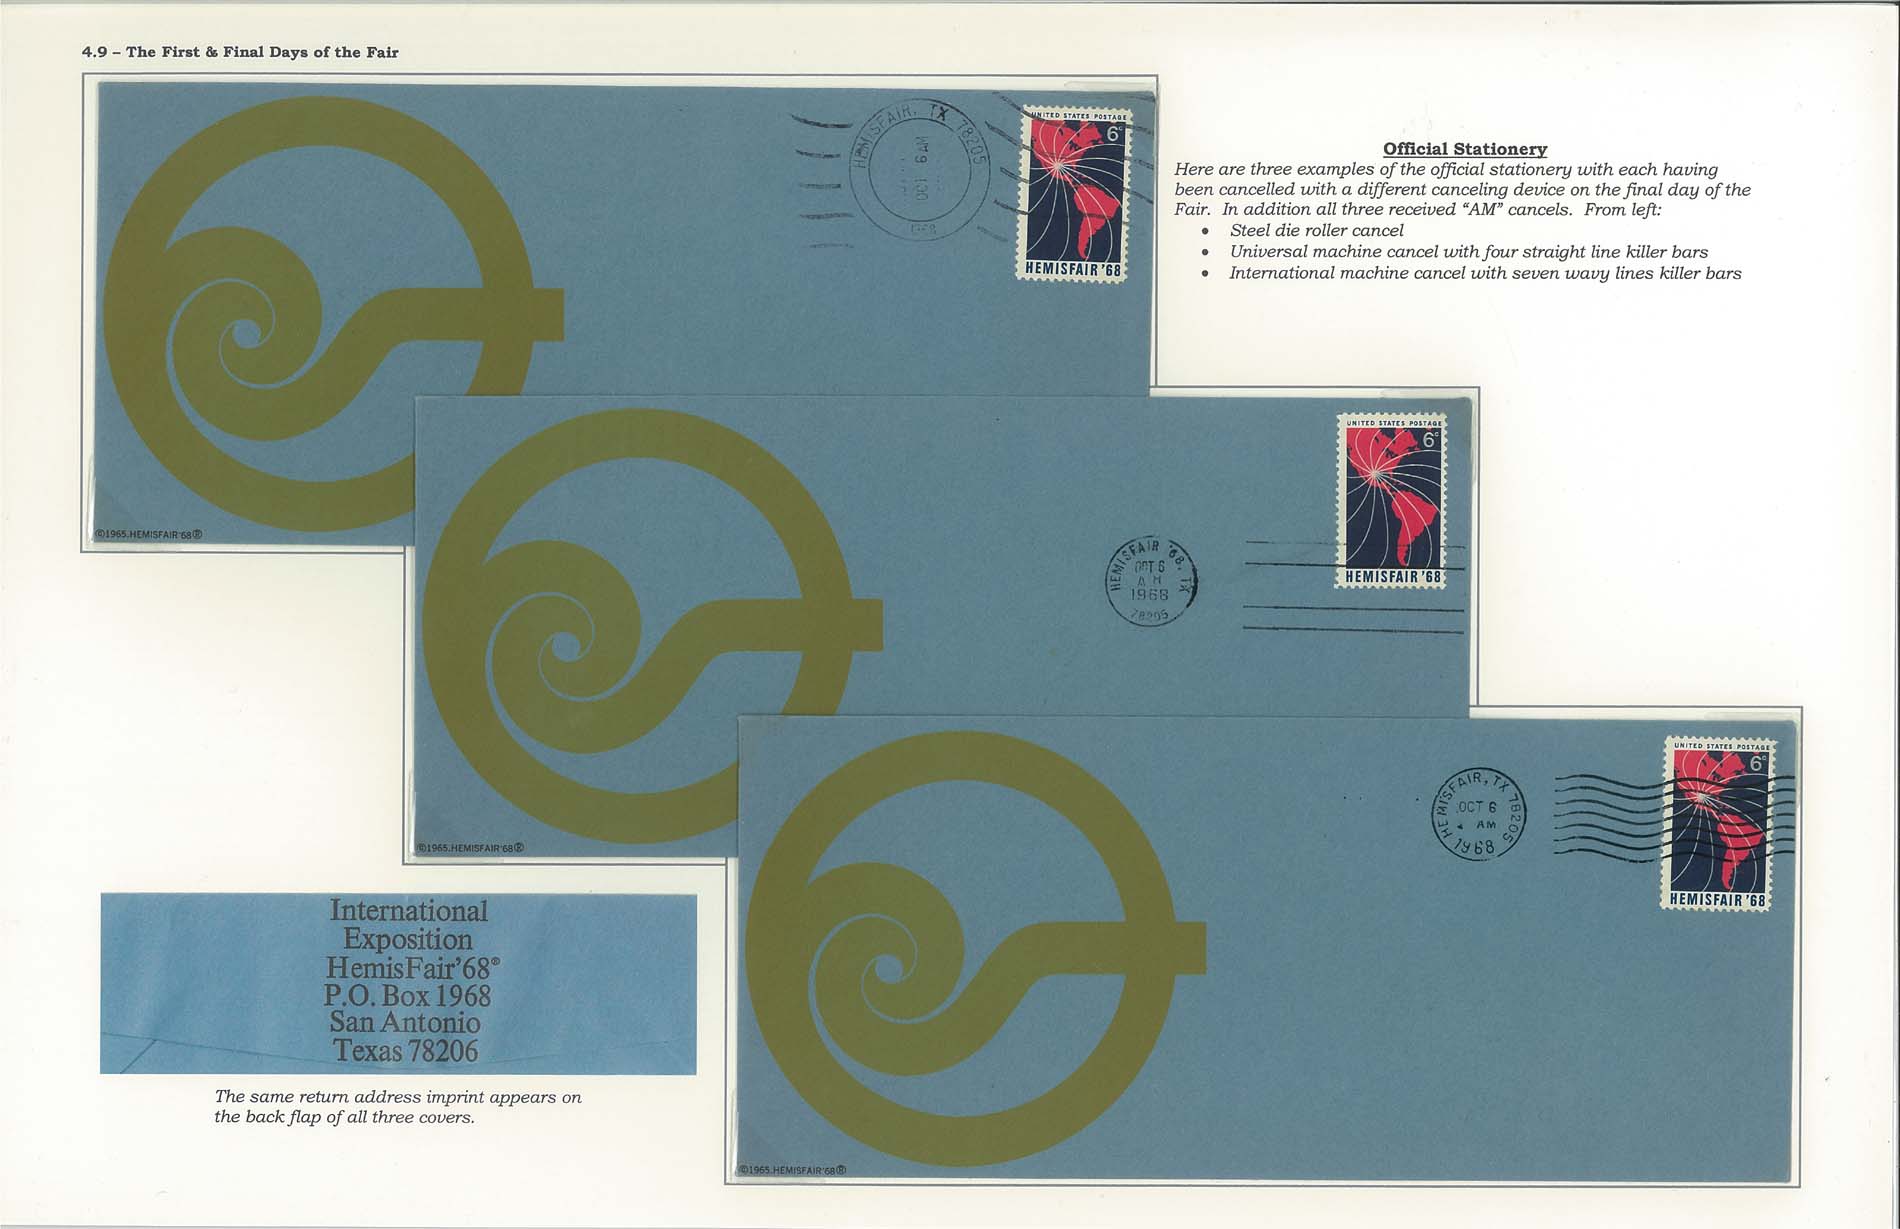 4.9 – The First & Final Days of the Fair
HEMISFAIR, TX 78205
OCT 6 AM
1968
UNITED STATES POSTAGE
6c
HEMISFAIR '68
©1965.HEMISFAIR'68®
Official Stationery
Here are three examples of the official stationery with each having
been cancelled with a different canceling device on the final day of the
Fair. In addition all three received “AM” cancels. From left:
• Steel die roller cancel
• Universal machine cancel with four straight line killer bars
• International machine cancel with seven wavy lines killer bars
UNITED STATES POSTAGE
6c
HEMISFAIR '68
HEMISFAIR '68, TX
OCT 6
AM
1968
78205
©1965.HEMISFAIR'68®
UNITED STATES POSTAGE
6c
HEMISFAIR '68
HEMISFAIR, TX 78205
OCT 6
AM
1968
©1965.HEMISFAIR'68®
International
Exposition
HemisFair'68®
P.O. Box 1968
San Antonio
Texas 78206
The same return address imprint appears on
the back flap of all three covers.